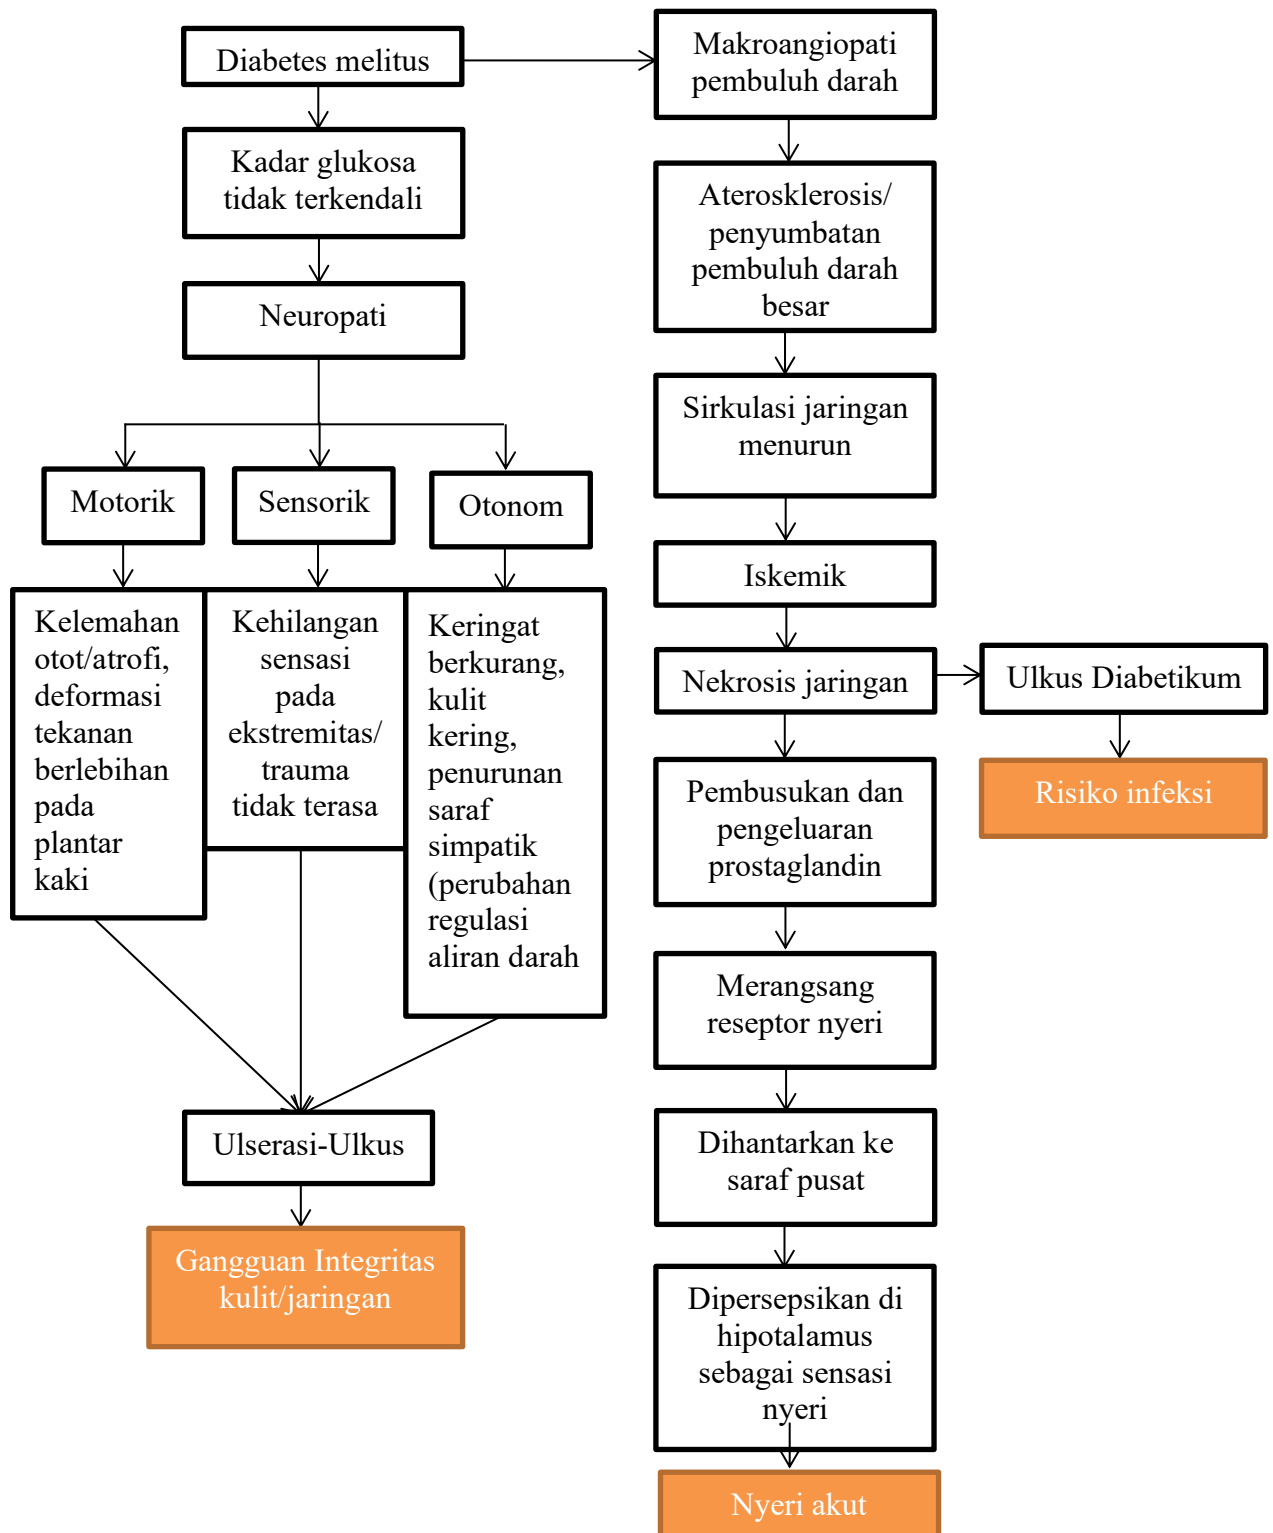 Diabetes melitus
Makroangiopati
pembuluh darah
Kadar glukosa
tidak terkendali
Aterosklerosis/
penyumbatan
pembuluh darah
besar
Neuropati
Sirkulasi jaringan
menurun
Motorik
Sensorik
Otonom
Iskemik
Kelemahan
otot/atrofi,
deformasi
tekanan
berlebihan
pada
plantar
kaki
Kehilangan
sensasi
pada
ekstremitas/
trauma
tidak terasa
Keringat
berkurang,
kulit
kering,
penurunan
saraf
simpatik
(perubahan
regulasi
aliran darah
Nekrosis jaringan
Ulkus Diabetikum
Risiko infeksi
Pembusukan dan
pengeluaran
prostaglandin
Merangsang
reseptor nyeri
Ulserasi-Ulkus
Dihantarkan ke
saraf pusat
Gangguan Integritas
kulit/jaringan
Dipersepsikan di
hipotalamus
sebagai sensasi
nyeri
Nyeri akut